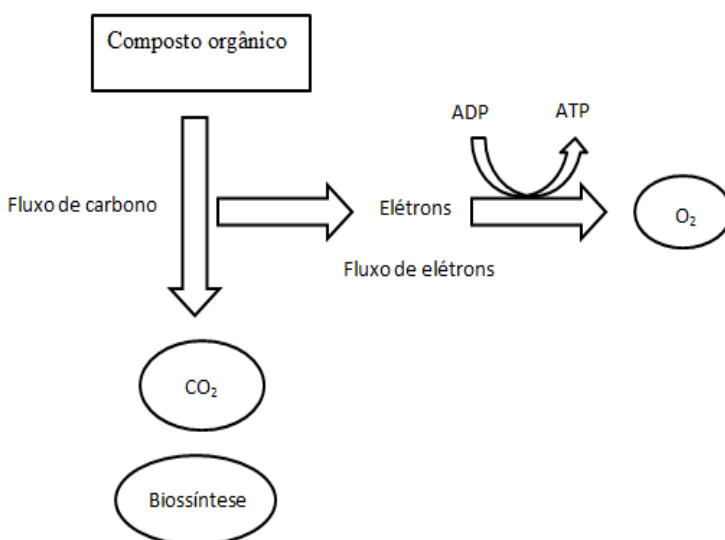 Composto orgânico
ADP
ATP
Fluxo de carbono
Elétrons
O₂
Fluxo de elétrons
CO₂
Biossíntese